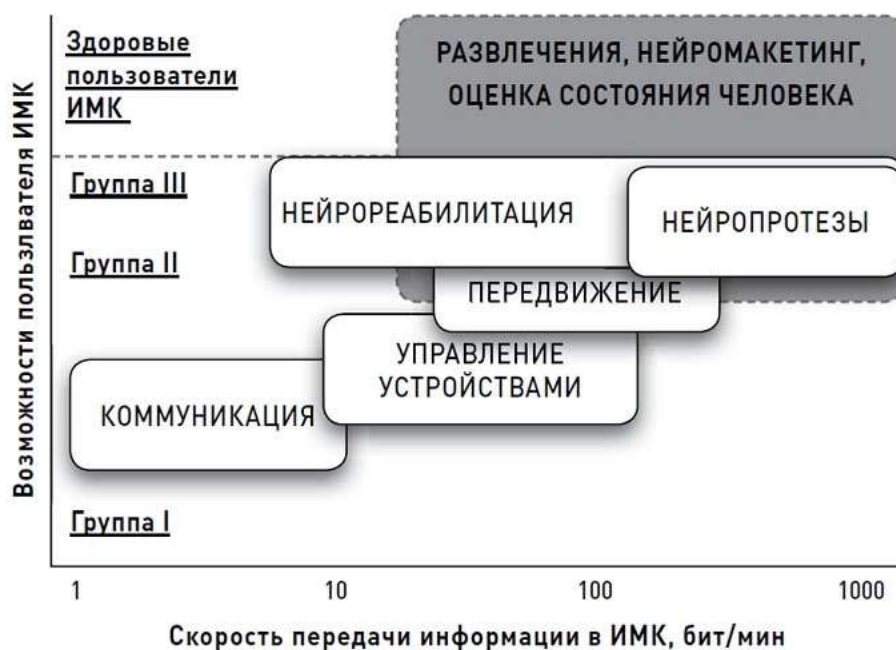 Возможности пользлвателя ИМК
Здоровые
пользователи
ИМК
РАЗВЛЕЧЕНИЯ, НЕЙРОМАКЕТИНГ,
ОЦЕНКА СОСТОЯНИЯ ЧЕЛОВЕКА
Группа III
НЕЙРОРЕАБИЛИТАЦИЯ
НЕЙРОПРОТЕЗЫ
Группа II
ПЕРЕДВИЖЕНИЕ
УПРАВЛЕНИЕ
УСТРОЙСТВАМИ
КОММУНИКАЦИЯ
Группа I
1 10 100 1000
Скорость передачи информации в ИМК, бит/мин